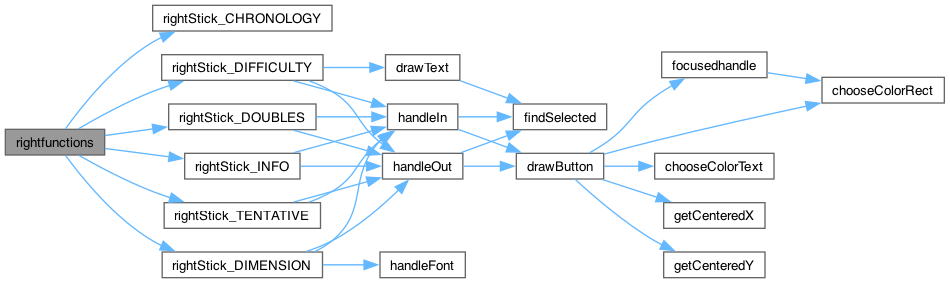 rightfunctions
rightStick_CHRONOLOGY
rightStick_DIFFICULTY
rightStick_DOUBLES
rightStick_INFO
rightStick_TENTATIVE
rightStick_DIMENSION
drawText
handleIn
handleOut
handleFont
findSelected
drawButton
focusedhandle
chooseColorRect
chooseColorText
getCenteredX
getCenteredY